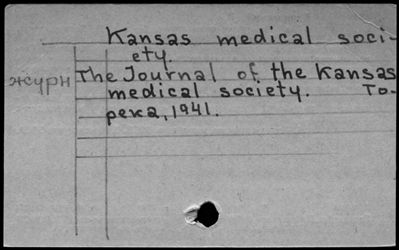 Kansas medical soci-
ety.
журн The Journal of the Kansas
medical society. To-
peka, 1941.